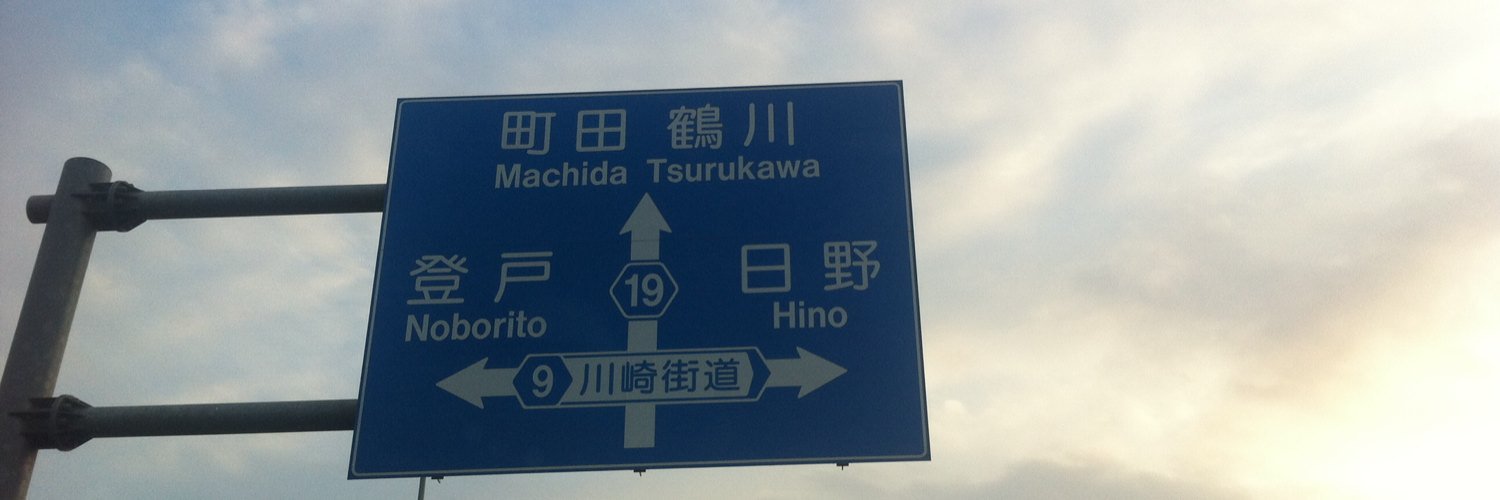 町田 鶴川
Machida Tsurukawa
登戸 19 日野
Noborito Hino
9 川崎街道